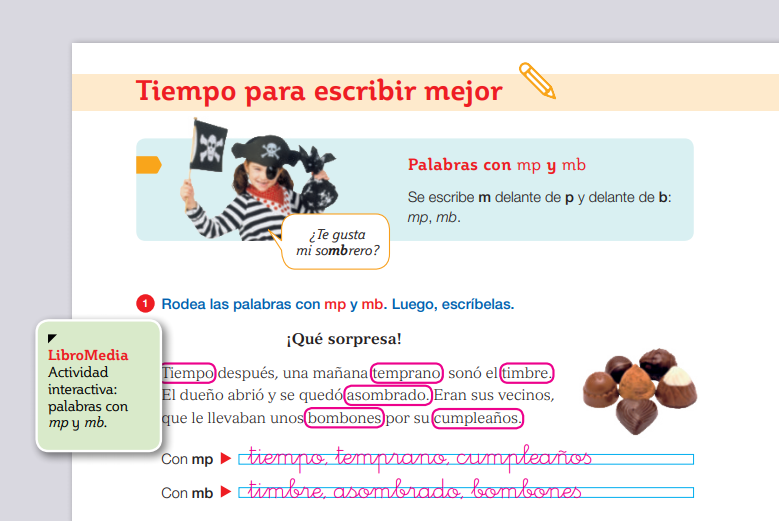 Tiempo para escribir mejor
Palabras con mp y mb
Se escribe m delante de p y delante de b:
mp, mb.
¿Te gusta
mi sombrero?
1 Rodea las palabras con mp y mb. Luego, escríbelas.
¡Qué sorpresa!
Tiempo después, una mañana temprano sonó el timbre.
El dueño abrió y se quedó asombrado. Eran sus vecinos,
que le llevaban unos bombones por su cumpleaños.
Con mp tiempo, temprano, cumpleaños
Con mb timbre, asombrado, bombones
LibroMedia
Actividad
interactiva:
palabras con
mp y mb.